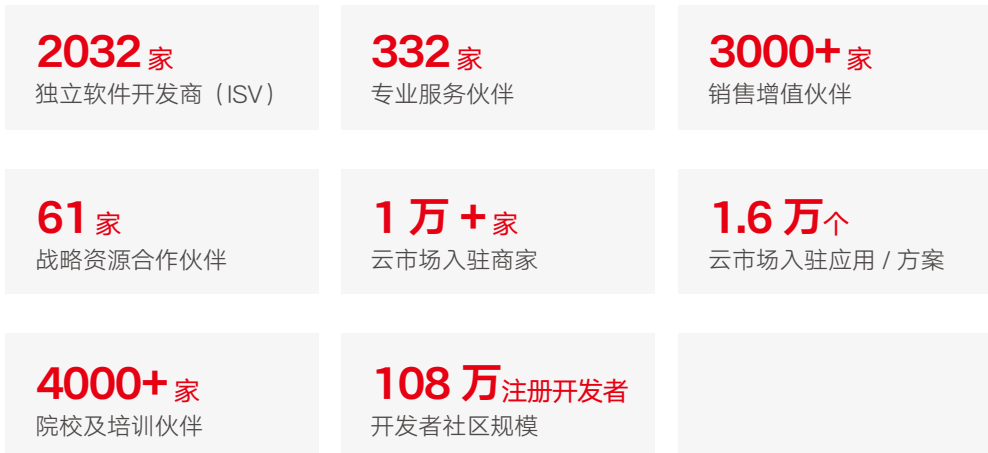 2032 家
独立软件开发商（ISV）
332 家
专业服务伙伴
3000+ 家
销售增值伙伴
61 家
战略资源合作伙伴
1 万 + 家
云市场入驻商家
1.6 万个
云市场入驻应用 / 方案
4000+ 家
院校及培训伙伴
108 万注册开发者
开发者社区规模